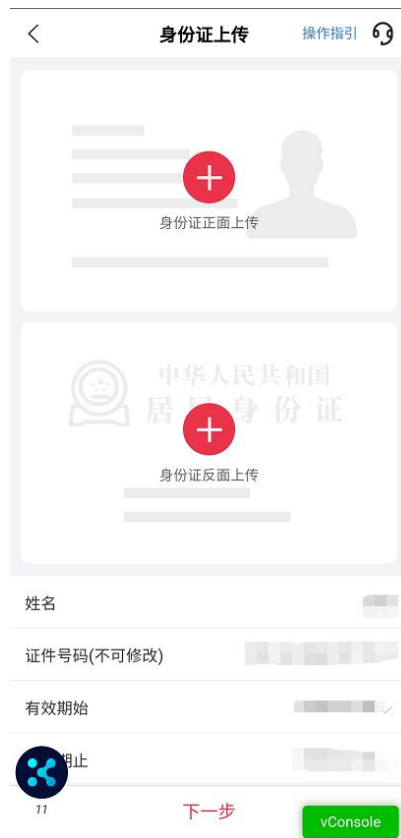 身份证上传
操作指引
身份证正面上传
中华人民共和国
居民身份证
身份证反面上传
姓名
证件号码(不可修改)
有效期始
期止
11
下一步
vConsole